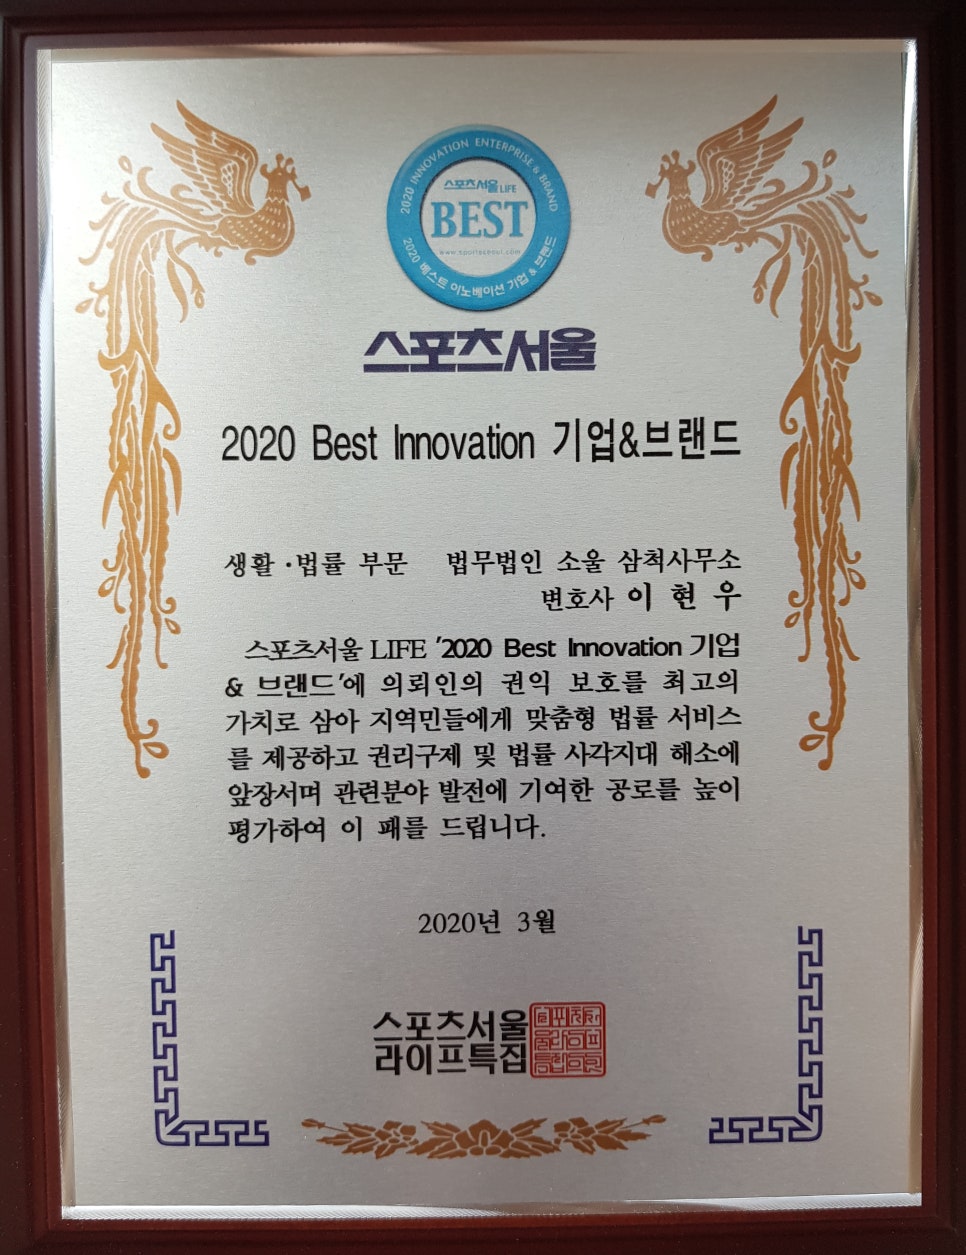 2020 INNOVATION ENTERPRISE & BRAND
스포츠서울 LIFE
BEST
www.sportsseoul.com
2020 베스트 이노베이션 기업 & 브랜드
스포츠서울
2020 Best Innovation 기업&브랜드
생활·법률 부문 법무법인 소울 삼척사무소
변호사 이 현 우
스포츠서울 LIFE '2020 Best Innovation 기업
& 브랜드'에 의뢰인의 권익 보호를 최고의
가치로 삼아 지역민들에게 맞춤형 법률 서비스
를 제공하고 권리구제 및 법률 사각지대 해소에
앞장서며 관련분야 발전에 기여한 공로를 높이
평가하여 이 패를 드립니다.
2020년 3월
스포츠서울
라이프특집